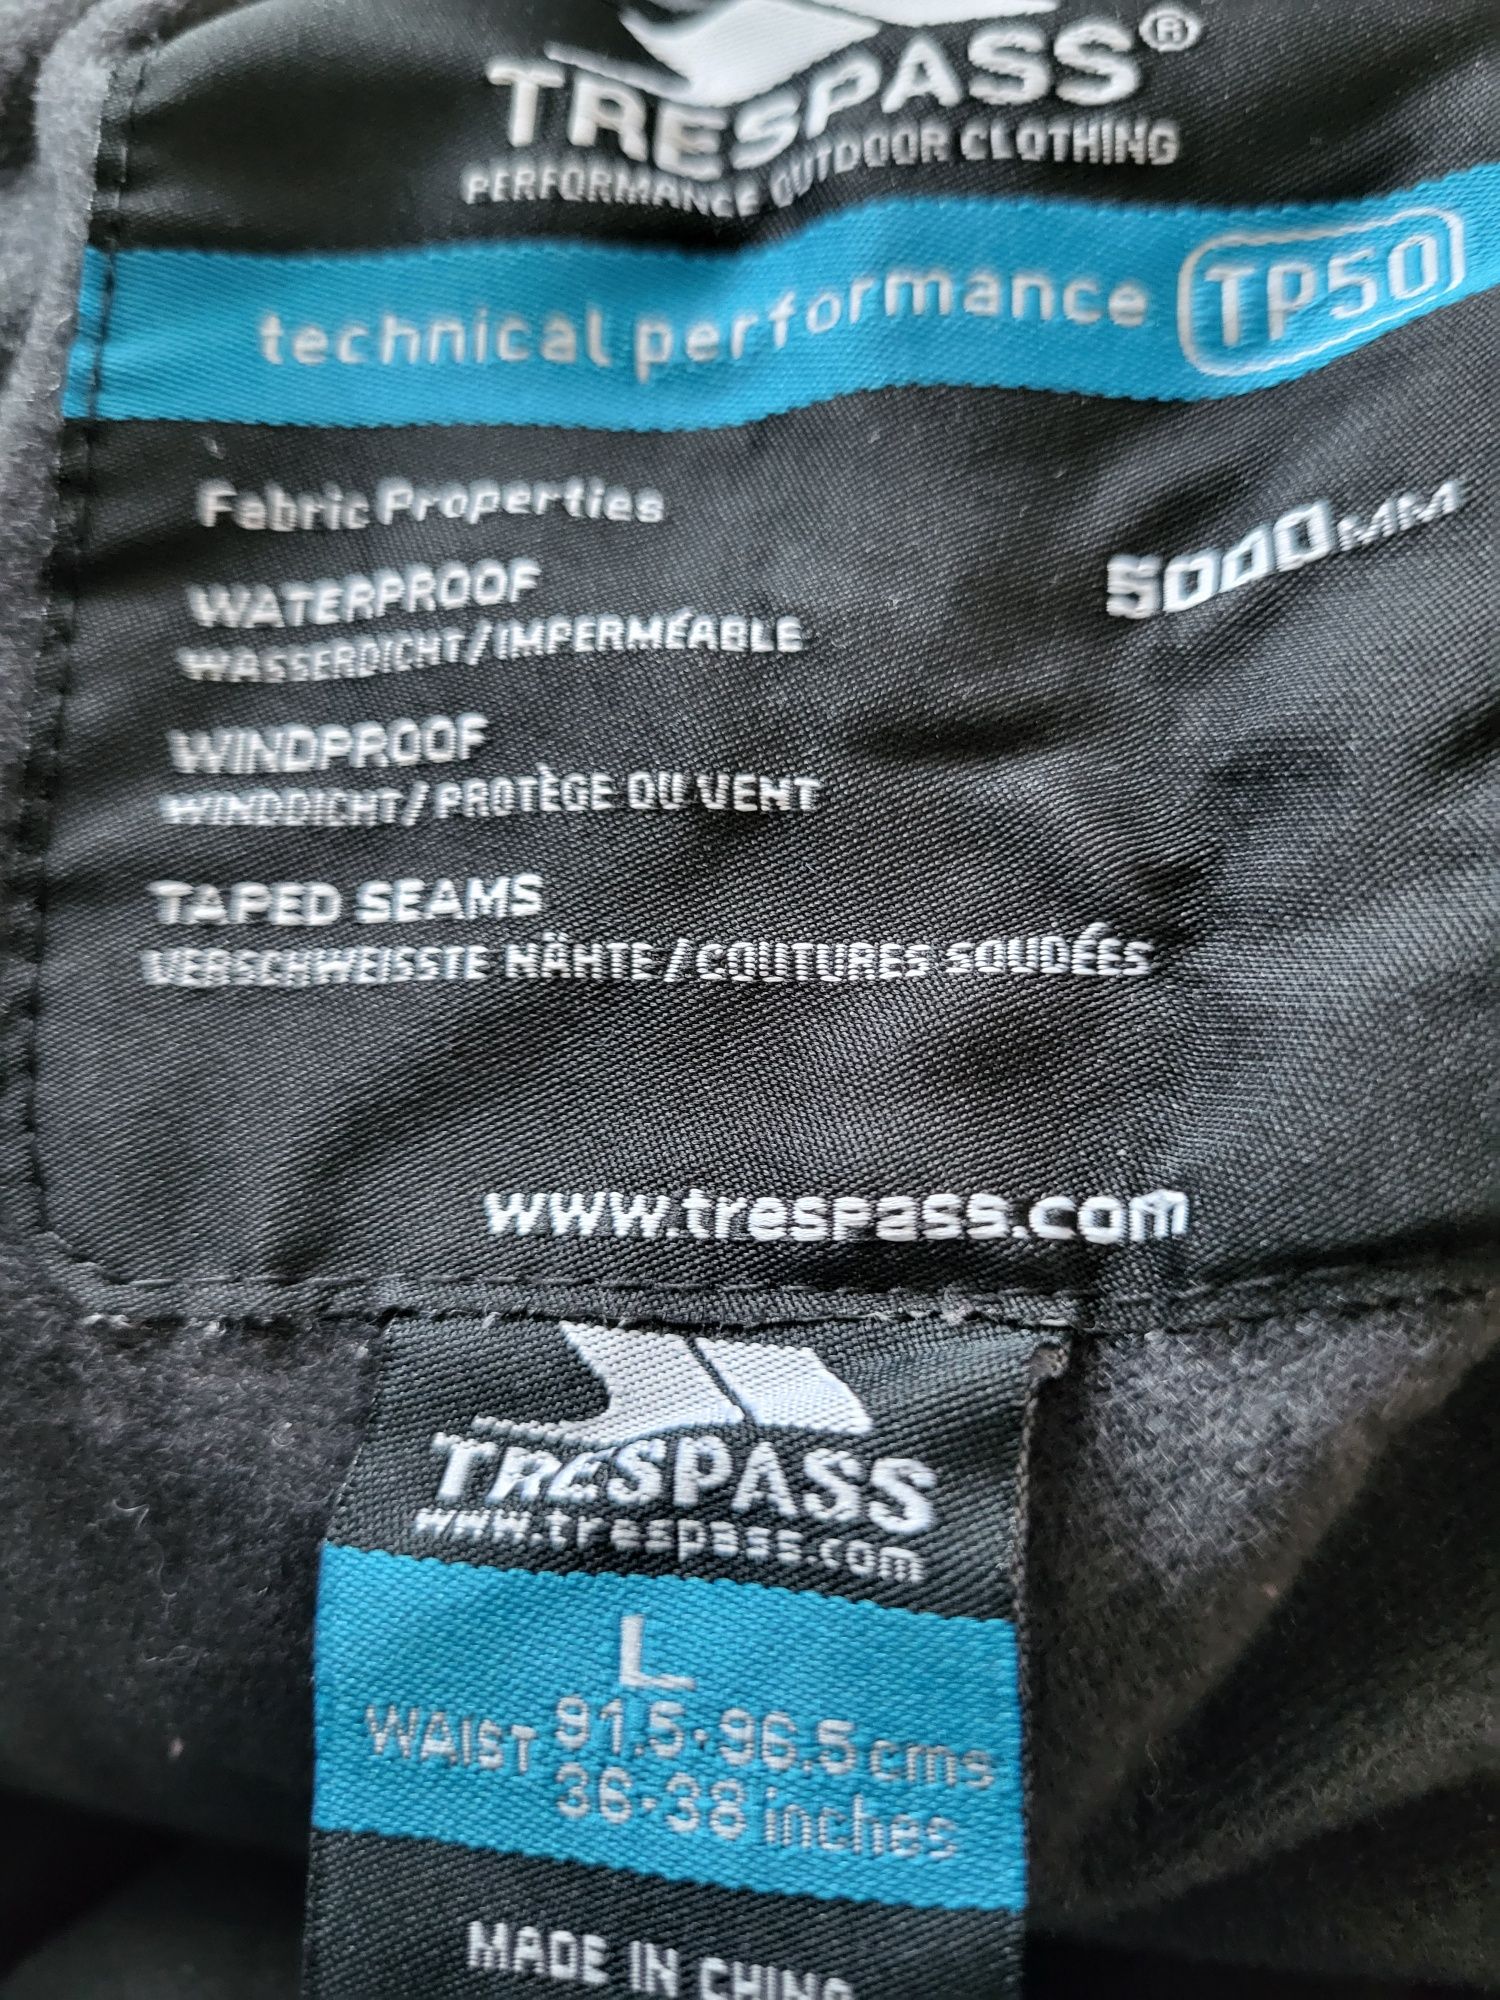 TRESPASS®
PERFORMANCE OUTDOOR CLOTHING
technical performance TP50
Fabric Properties
WATERPROOF 5000MM
WASSERDICHT/IMPERMÉABLE
WINDPROOF
WINDDICHT/PROTÈGE OU VENT
TAPED SEAMS
VERSCHWEISSTE NÄHTE/COUTURES SOUDÉES
www.trespass.com
TRESPASS
www.trespass.com
L
WAIST 91.5-96.5 cms
36-38 inches
MADE IN CHINA